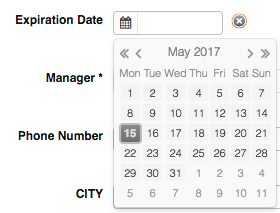 Expiration Date
« ‹ May 2017 › »
Mon Tue Wed Thu Fri Sat Sun
1 2 3 4 5 6 7
Manager *
8 9 10 11 12 13 14
15 16 17 18 19 20 21
Phone Number
22 23 24 25 26 27 28
29 30 31 1 2 3 4
CITY
5 6 7 8 9 10 11